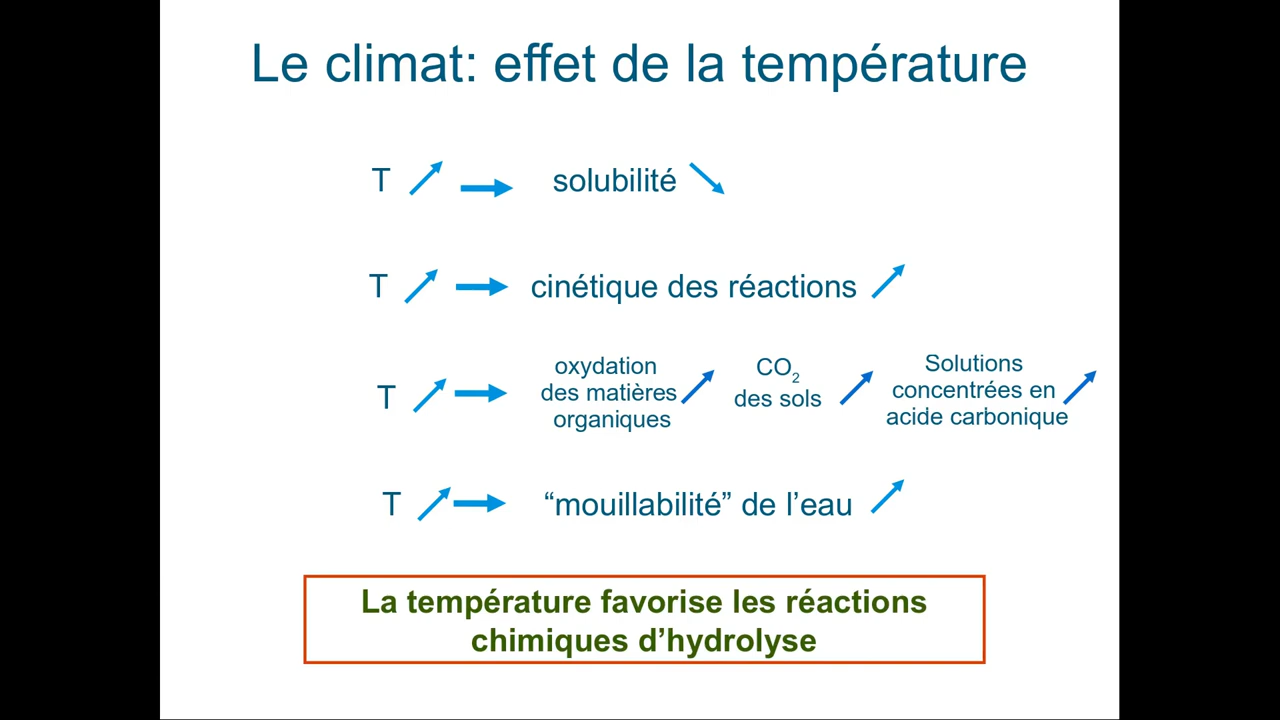 Le climat: effet de la température
T solubilité
T cinétique des réactions
T oxydation des matières organiques CO2 des sols Solutions concentrées en acide carbonique
T “mouillabilité” de l’eau
La température favorise les réactions
chimiques d’hydrolyse